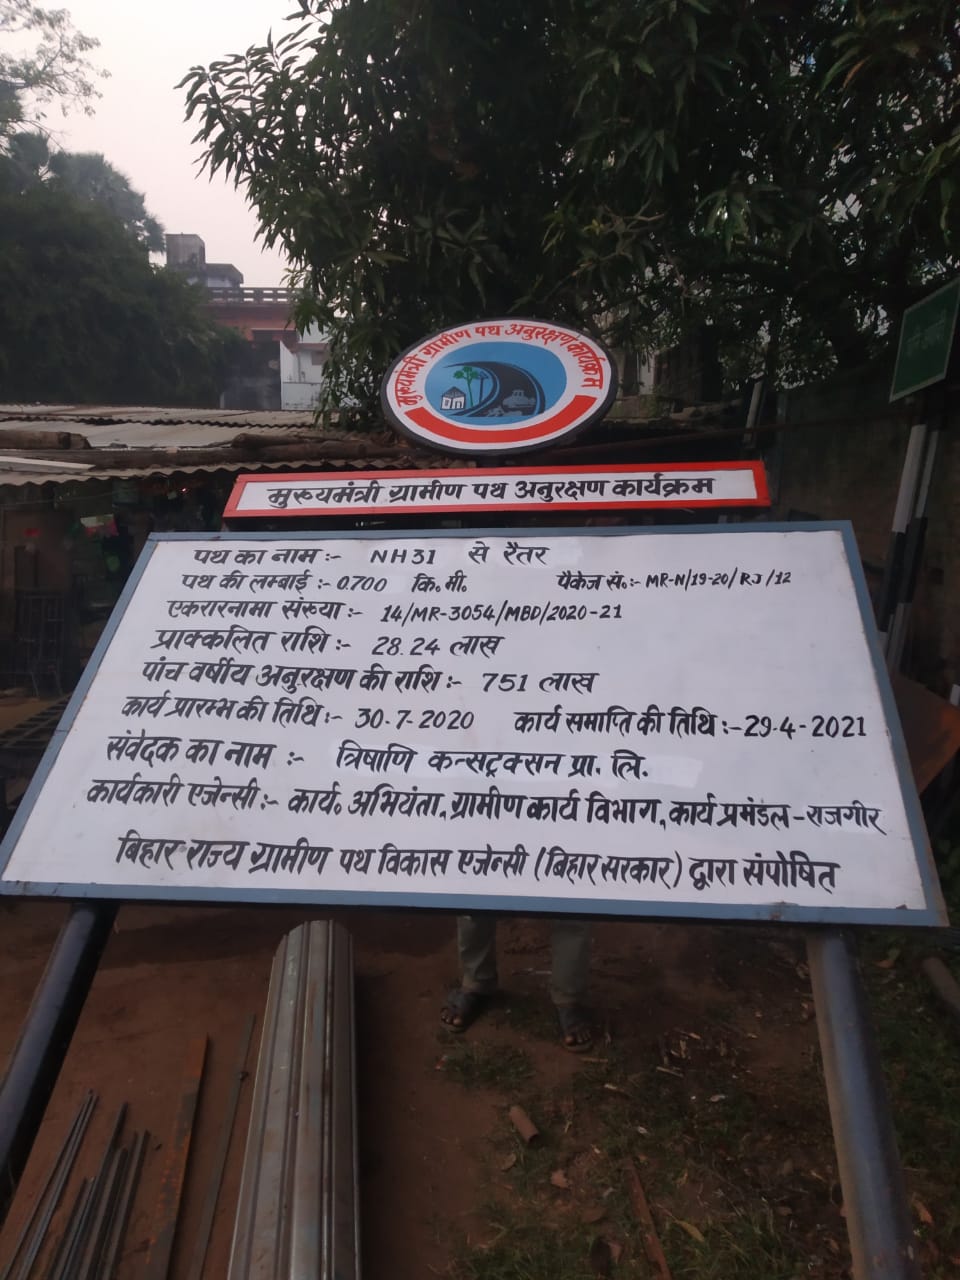 मुख्यमंत्री ग्रामीण पथ अनुरक्षण कार्यक्रम
मुख्यमंत्री ग्रामीण पथ अनुरक्षण कार्यक्रम
पथ का नाम :- NH31 से रैतर
पथ की लम्बाई :- 0.700 कि.मी. पैकेज सं.:- MR-N/19-20/RJ/12
एकरारनामा संख्या :- 14/MR-3054/MBD/2020-21
प्राक्कलित राशि :- 28.24 लाख
पांच वर्षीय अनुरक्षण की राशि :- 751 लाख
कार्य प्रारम्भ की तिथि :- 30-7-2020 कार्य समाप्ति की तिथि :- 29-4-2021
संवेदक का नाम :- त्रिषाणि कन्सट्रक्सन प्रा. लि.
कार्यकारी एजेन्सी :- कार्य. अभियंता, ग्रामीण कार्य विभाग, कार्य प्रमंडल - राजगीर
बिहार राज्य ग्रामीण पथ विकास एजेन्सी (बिहार सरकार) द्वारा संपोषित